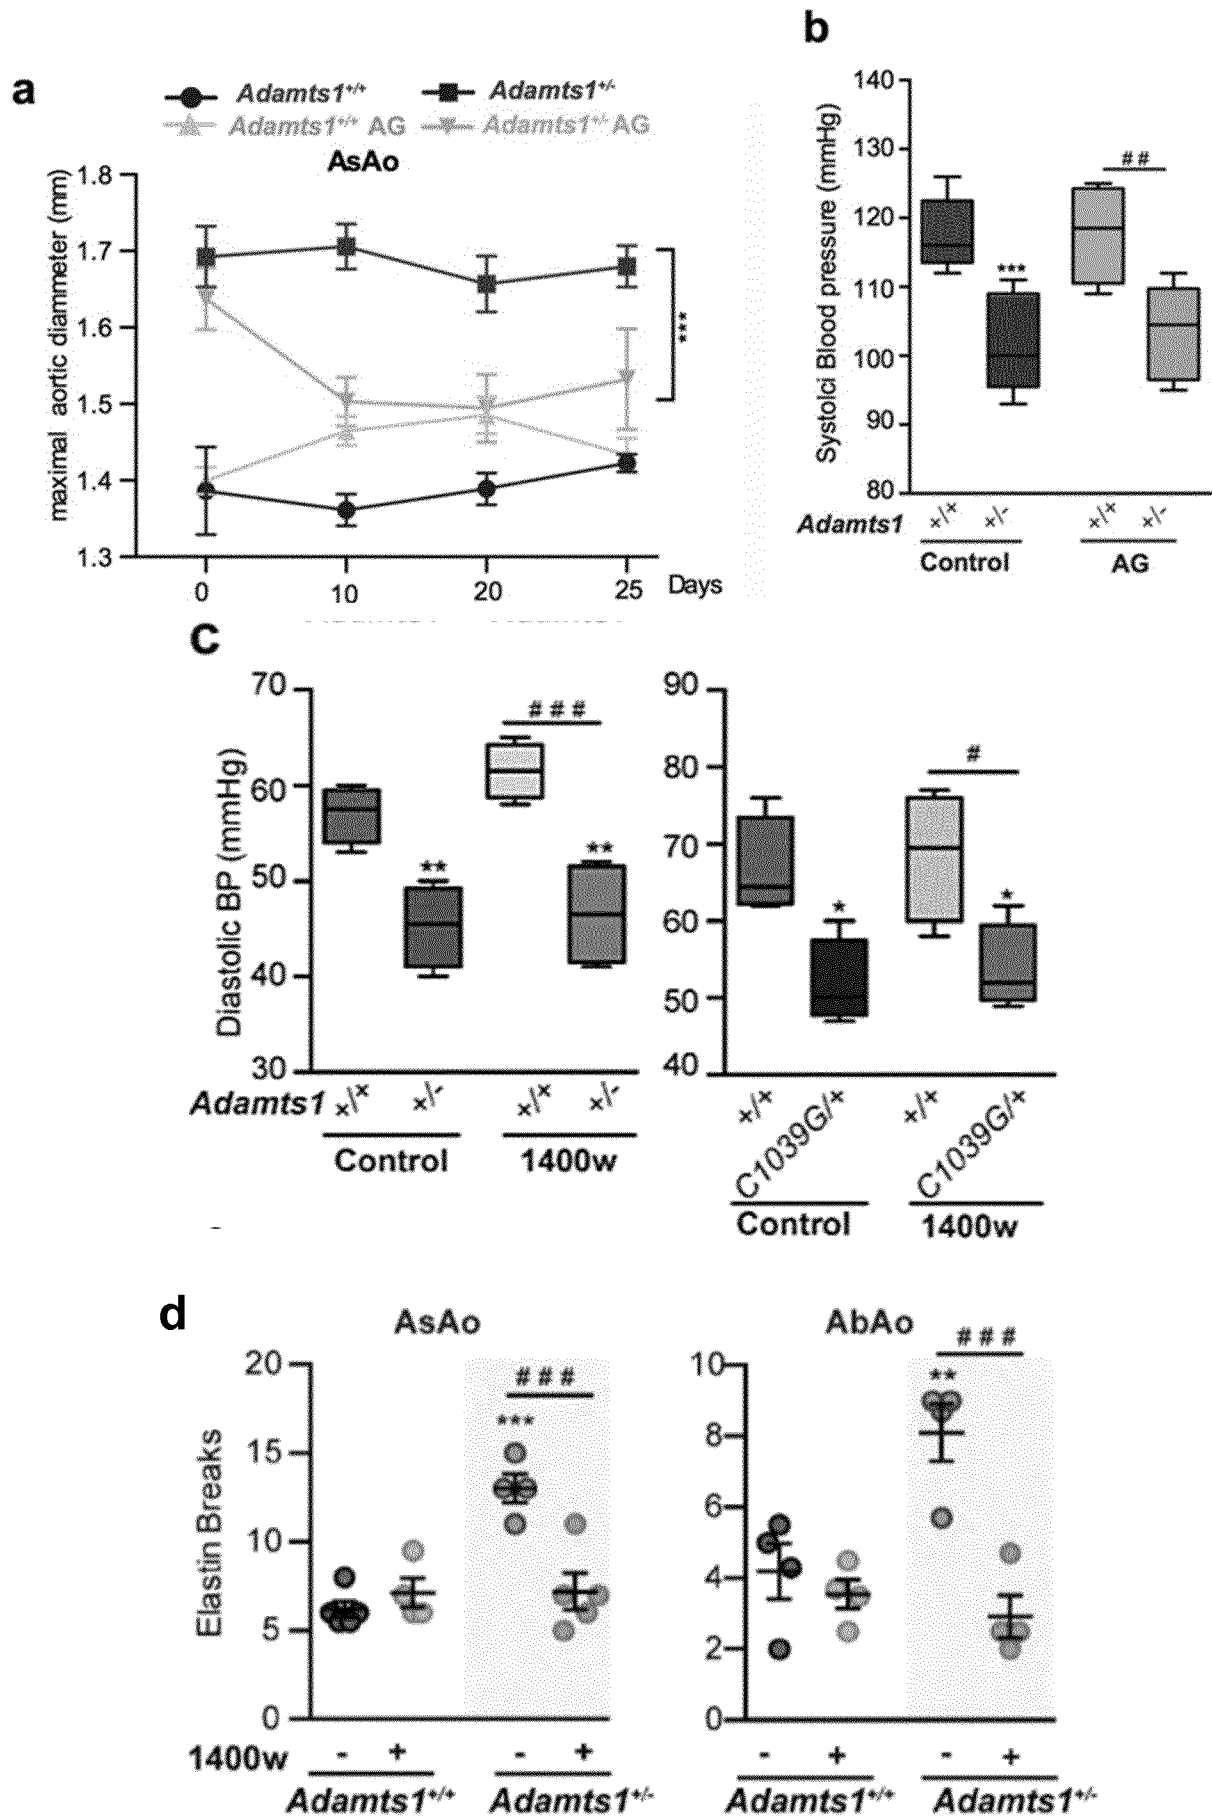 a
Adamts1+/+ Adamts1+/-
Adamts1+/+ AG Adamts1+/- AG
AsAo
maximal aortic diammeter (mm)
1.8
1.7
1.6
1.5
1.4
1.3
***
0 10 20 25 Days
b
Systolci Blood pressure (mmHg)
140
130
120
110
100
90
80
***
##
Adamts1 +/+ +/- +/+ +/-
Control AG
c
Diastolic BP (mmHg)
70
60
50
40
30
**
# # #
**
Adamts1 +/+ +/- +/+ +/-
Control 1400w
90
80
70
60
50
40
*
#
*
+/+ C1039G/+ +/+ C1039G/+
Control 1400w
d
AsAo
Elastin Breaks
20
15
10
5
0
# # #
***
1400w - + - +
Adamts1+/+ Adamts1+/-
AbAo
10
8
6
4
2
0
# # #
**
- + - +
Adamts1+/+ Adamts1+/-